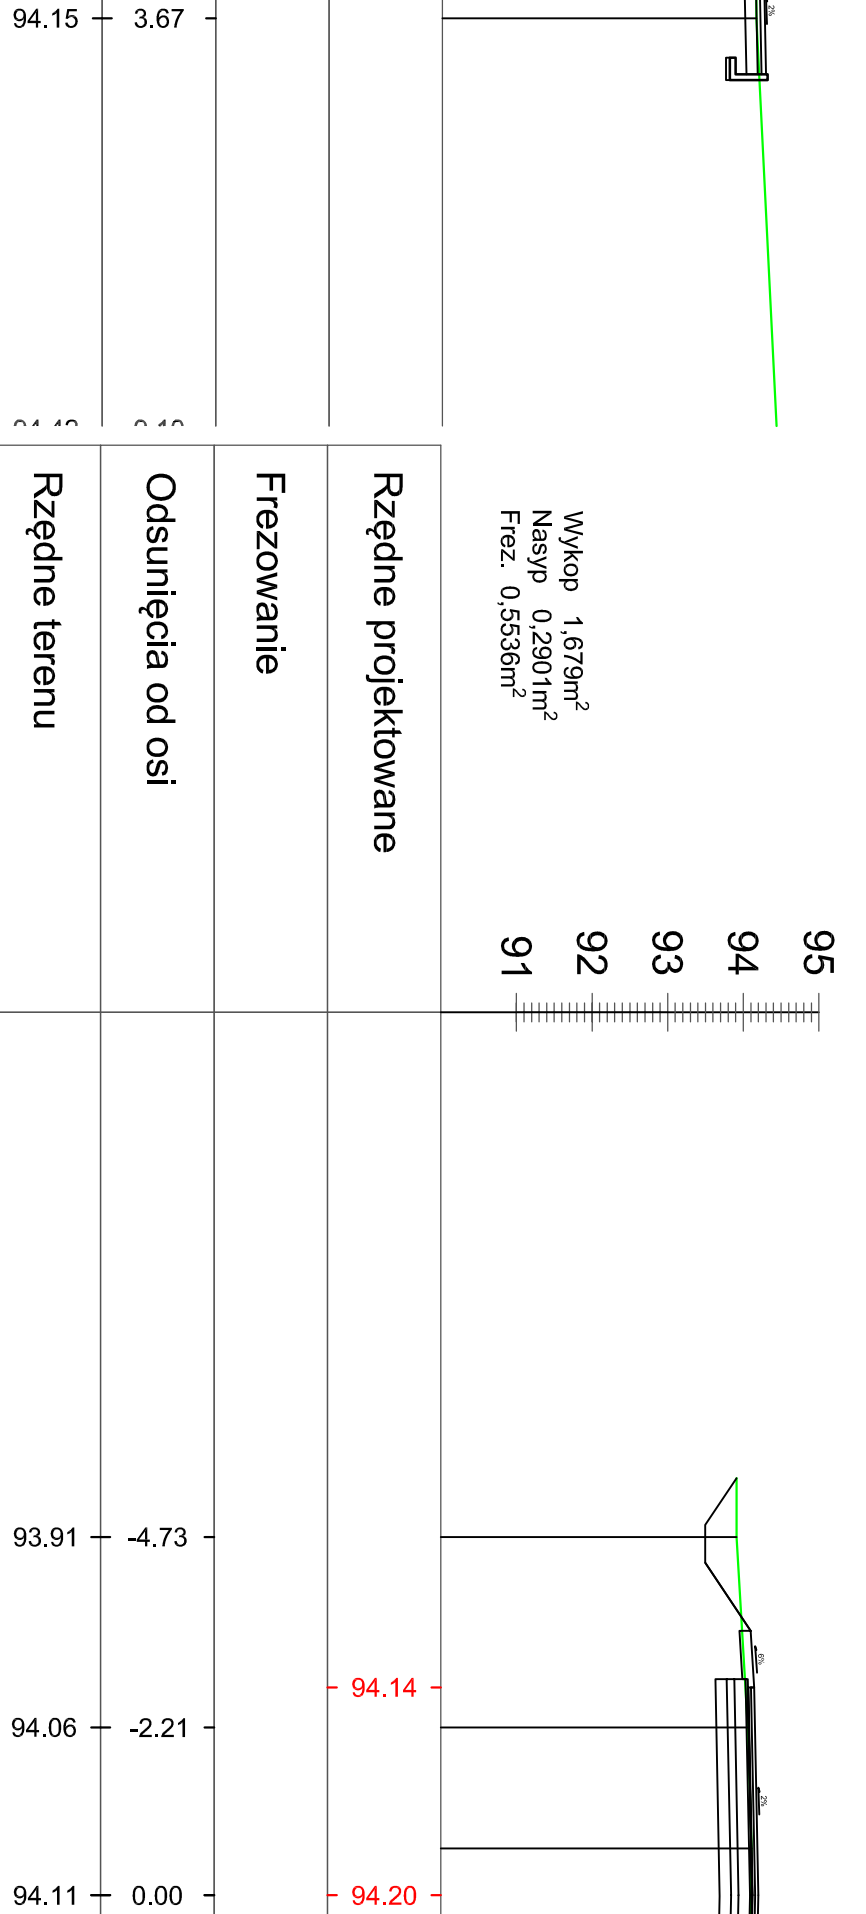 94.15
3.67
2%
Rzędne projektowane
Frezowanie
Odsunięcia od osi
Rzędne terenu
Wykop 1,679m²
Nasyp 0,2901m²
Frez. 0,5536m²
95
94
93
92
91
93.91
-4.73
6%
94.14
94.06
-2.21
2%
94.11
0.00
94.20